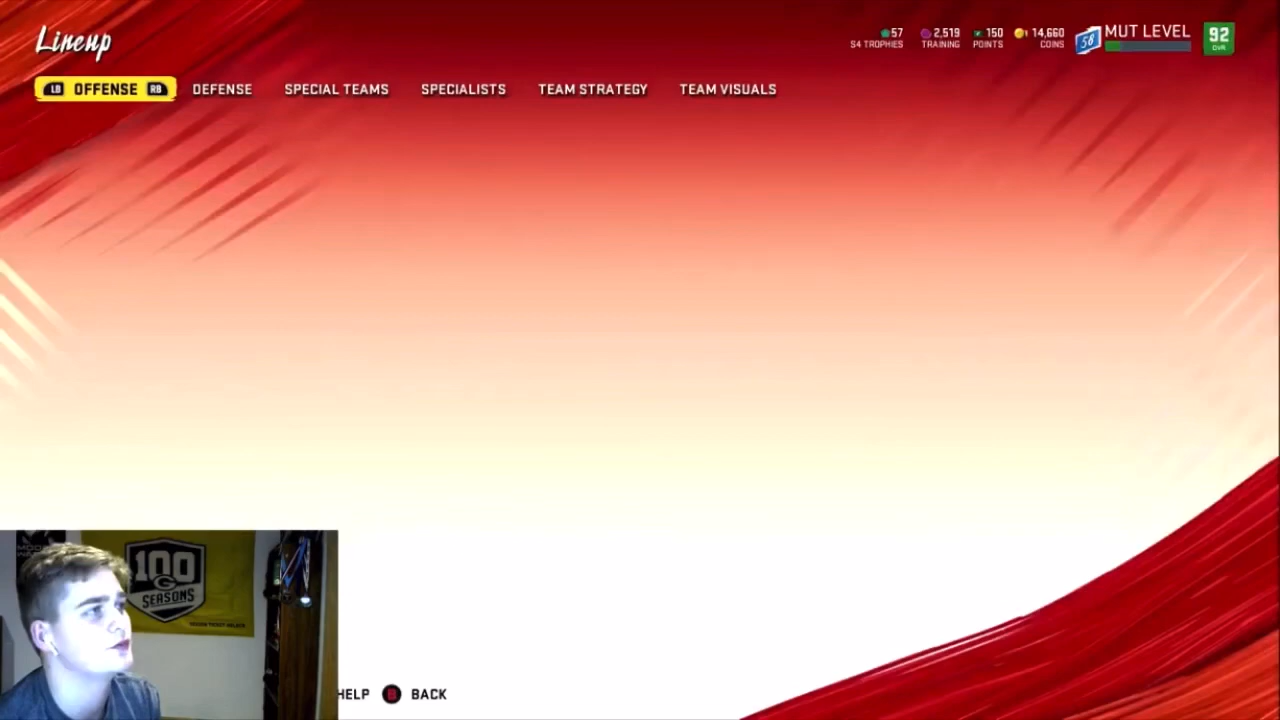 Lineup
57 2,519 150 14,660 58 MUT LEVEL 92
S4 TROPHIES TRAINING POINTS COINS OVR
LB OFFENSE RB DEFENSE SPECIAL TEAMS SPECIALISTS TEAM STRATEGY TEAM VISUALS
100
G
SEASONS
HELP B BACK